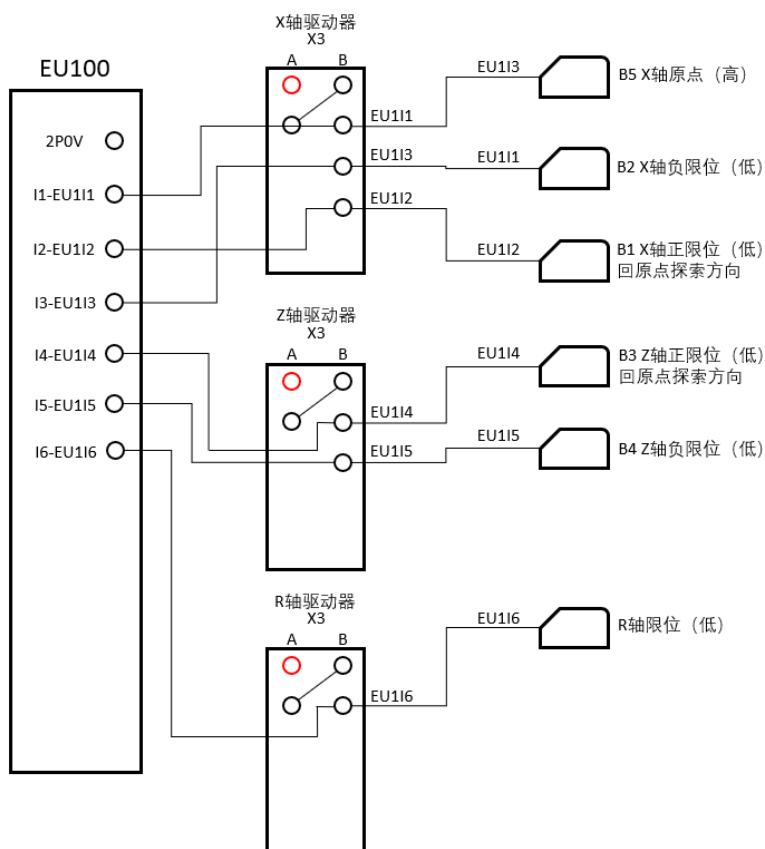 EU100
2P0V
I1-EU1I1
I2-EU1I2
I3-EU1I3
I4-EU1I4
I5-EU1I5
I6-EU1I6
X轴驱动器
X3
A B
EU1I1
EU1I3
EU1I2
EU1I3
B5 X轴原点（高）
EU1I1
B2 X轴负限位（低）
EU1I2
B1 X轴正限位（低）
回原点探索方向
Z轴驱动器
X3
A B
EU1I4
EU1I5
EU1I4
B3 Z轴正限位（低）
回原点探索方向
EU1I5
B4 Z轴负限位（低）
R轴驱动器
X3
A B
EU1I6
EU1I6
R轴限位（低）